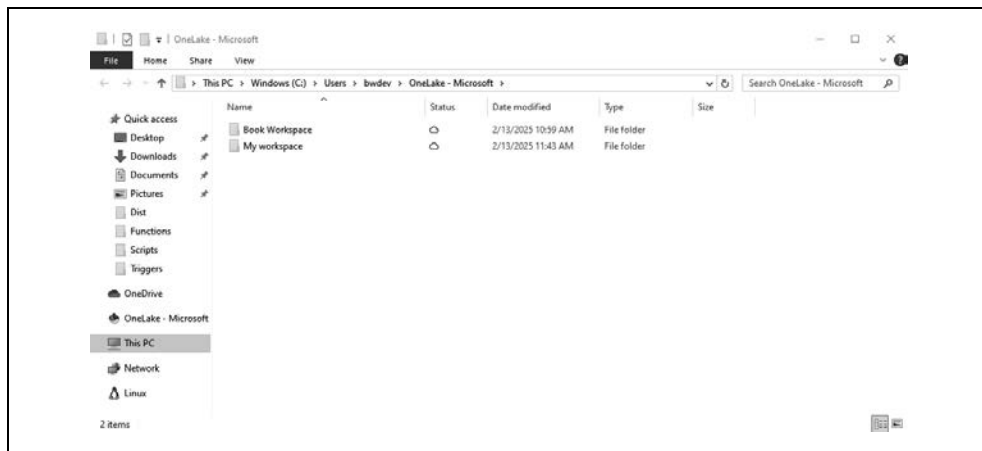 OneLake - Microsoft
File Home Share View
This PC > Windows (C:) > Users > bwdev > OneLake - Microsoft >
Search OneLake - Microsoft
Name Status Date modified Type Size
Quick access
Desktop
Downloads
Documents
Pictures
Dist
Functions
Scripts
Triggers
OneDrive
OneLake - Microsoft
This PC
Network
Linux
Book Workspace 2/13/2025 10:59 AM File folder
My workspace 2/13/2025 11:43 AM File folder
2 items